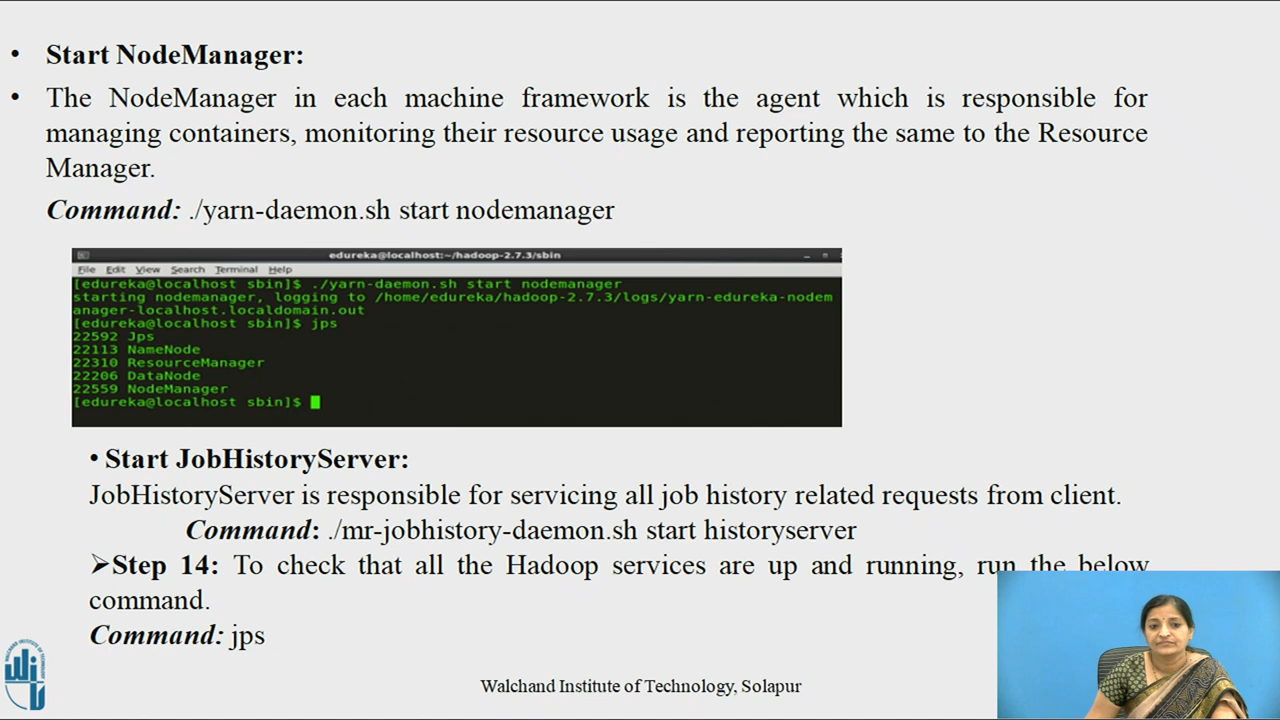 • Start NodeManager:
• The NodeManager in each machine framework is the agent which is responsible for
managing containers, monitoring their resource usage and reporting the same to the Resource
Manager.
Command: ./yarn-daemon.sh start nodemanager
edureka@localhost:~/hadoop-2.7.3/sbin
File Edit View Search Terminal Help
[edureka@localhost sbin]$ ./yarn-daemon.sh start nodemanager
starting nodemanager, logging to /home/edureka/hadoop-2.7.3/logs/yarn-edureka-nodem
anager-localhost.localdomain.out
[edureka@localhost sbin]$ jps
22592 Jps
22113 NameNode
22310 ResourceManager
22206 DataNode
22559 NodeManager
[edureka@localhost sbin]$
• Start JobHistoryServer:
JobHistoryServer is responsible for servicing all job history related requests from client.
Command: ./mr-jobhistory-daemon.sh start historyserver
➢Step 14: To check that all the Hadoop services are up and running, run the below
command.
Command: jps
WALCHAND INSTITUTE OF TECHNOLOGY
Walchand Institute of Technology, Solapur